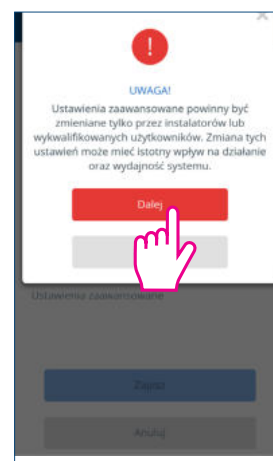 !
UWAGA!
Ustawienia zaawansowane powinny być
zmieniane tylko przez instalatorów lub
wykwalifikowanych użytkowników. Zmiana tych
ustawień może mieć istotny wpływ na działanie
oraz wydajność systemu.
Dalej
Ustawienia zaawansowane
Zapisz
Anuluj